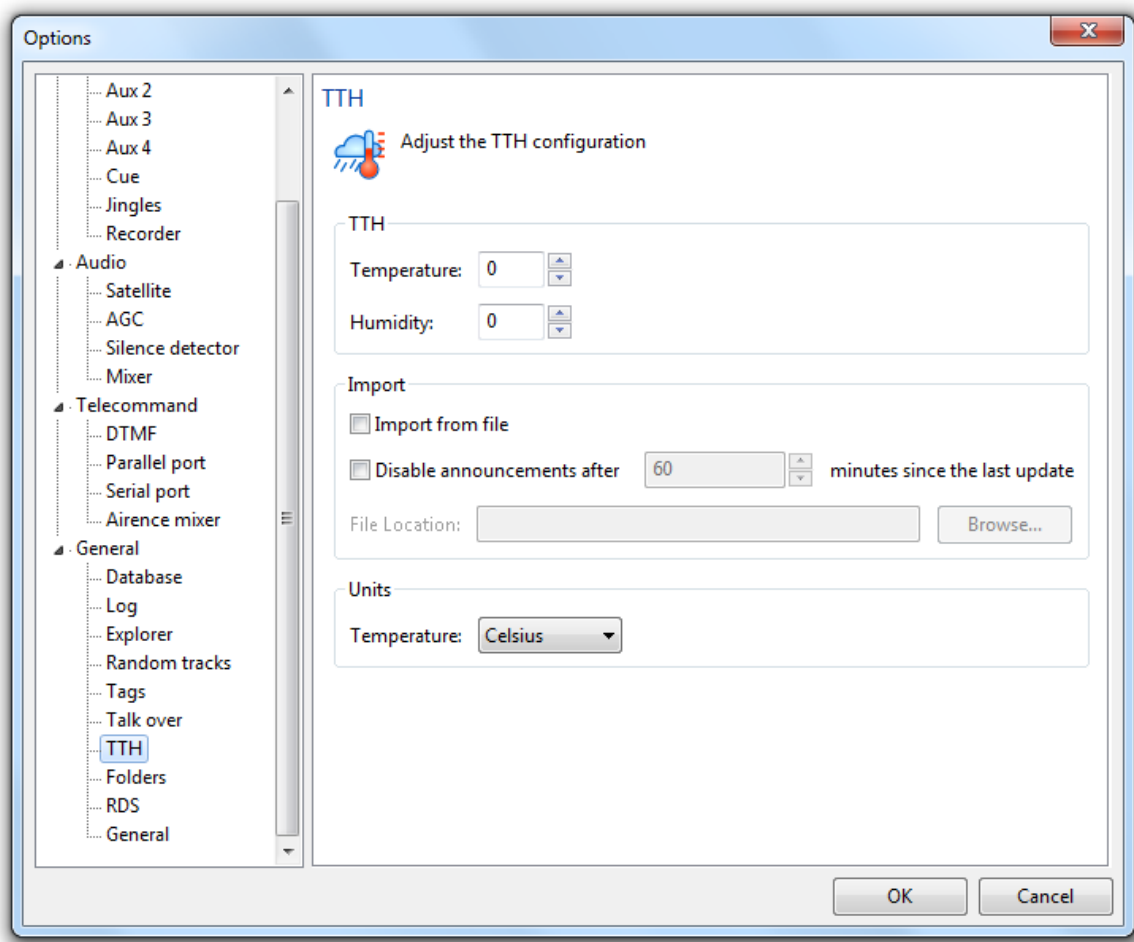 Options
Aux 2
Aux 3
Aux 4
Cue
Jingles
Recorder
Audio
Satellite
AGC
Silence detector
Mixer
Telecommand
DTMF
Parallel port
Serial port
Airence mixer
General
Database
Log
Explorer
Random tracks
Tags
Talk over
TTH
Folders
RDS
General
TTH
Adjust the TTH configuration
TTH
Temperature: 0
Humidity: 0
Import
Import from file
Disable announcements after 60 minutes since the last update
File Location: Browse...
Units
Temperature: Celsius
OK Cancel